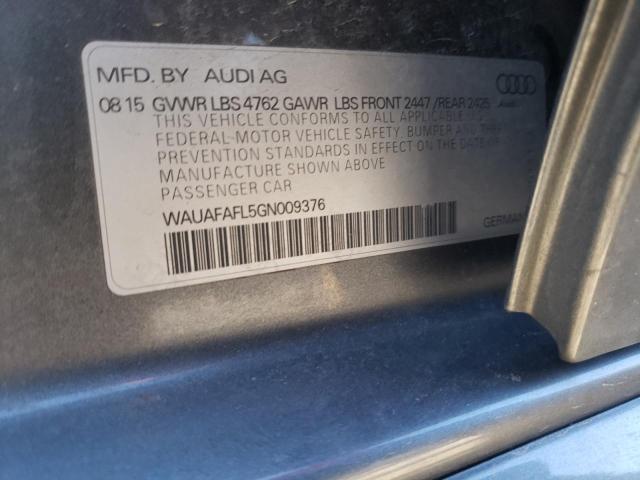 MFD. BY AUDI AG
08 15 GVWR LBS 4762 GAWR LBS FRONT 2447 /REAR 2425
THIS VEHICLE CONFORMS TO ALL APPLICABLE U.S.
FEDERAL-MOTOR VEHICLE SAFETY, BUMPER AND THEFT
PREVENTION STANDARDS IN EFFECT ON THE DATE OF
MANUFACTURE SHOWN ABOVE
PASSENGER CAR
WAUAFAFL5GN009376
GERMAN